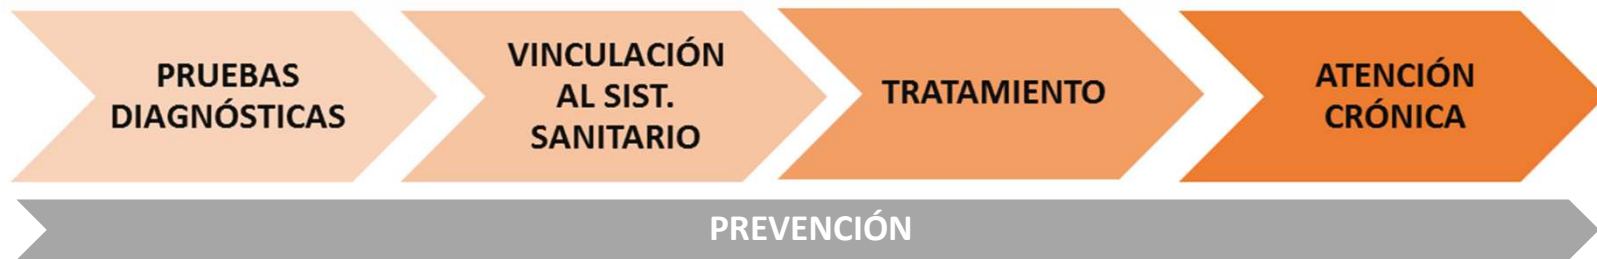 PRUEBAS
DIAGNÓSTICAS
VINCULACIÓN
AL SIST.
SANITARIO
TRATAMIENTO
ATENCIÓN
CRÓNICA
PREVENCIÓN